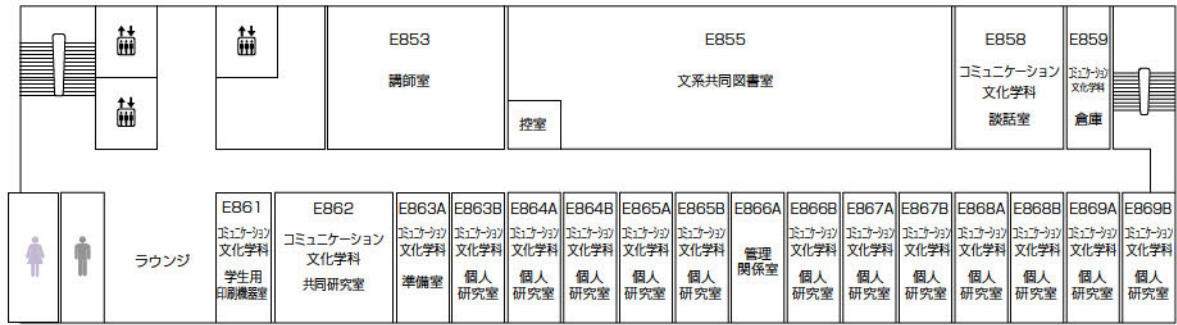 E853
講師室
E855
文系共同図書室
控室
E858
コミュニケーション
文化学科
談話室
E859
コミュニケーション
文化学科
倉庫
ラウンジ
E861
コミュニケーション
文化学科
学生用
印刷機器室
E862
コミュニケーション
文化学科
共同研究室
E863A
コミュニケーション
文化学科
準備室
E863B
コミュニケーション
文化学科
個人
研究室
E864A
コミュニケーション
文化学科
個人
研究室
E864B
コミュニケーション
文化学科
個人
研究室
E865A
コミュニケーション
文化学科
個人
研究室
E865B
コミュニケーション
文化学科
個人
研究室
E866A
管理
関係室
E866B
コミュニケーション
文化学科
個人
研究室
E867A
コミュニケーション
文化学科
個人
研究室
E867B
コミュニケーション
文化学科
個人
研究室
E868A
コミュニケーション
文化学科
個人
研究室
E868B
コミュニケーション
文化学科
個人
研究室
E869A
コミュニケーション
文化学科
個人
研究室
E869B
コミュニケーション
文化学科
個人
研究室